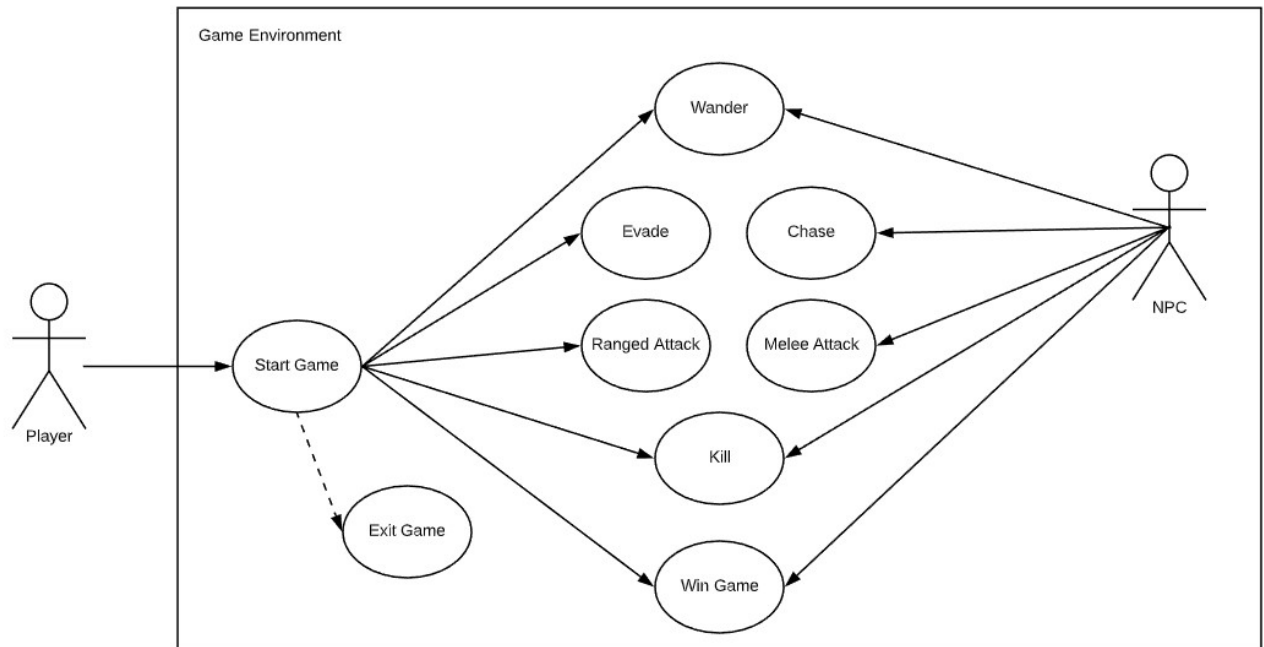 Game Environment
Wander
Evade
Chase
NPC
Ranged Attack
Melee Attack
Start Game
Player
Kill
Exit Game
Win Game